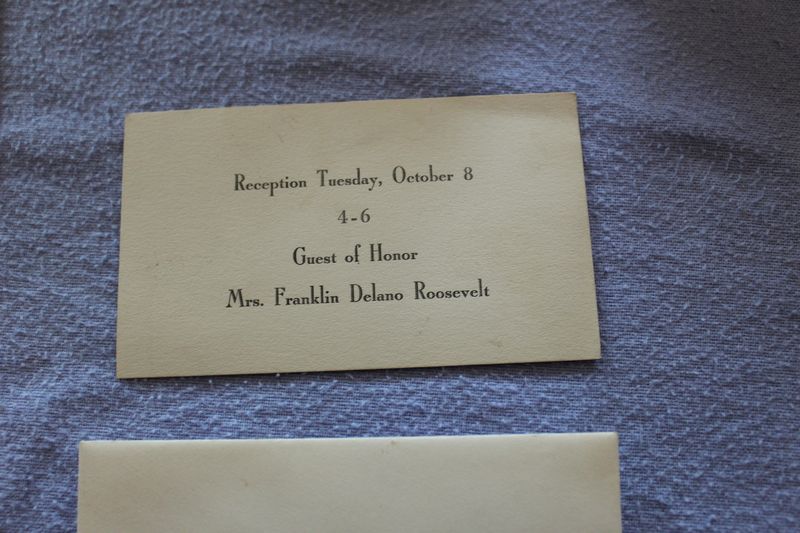 Reception Tuesday, October 8
4-6
Guest of Honor
Mrs. Franklin Delano Roosevelt